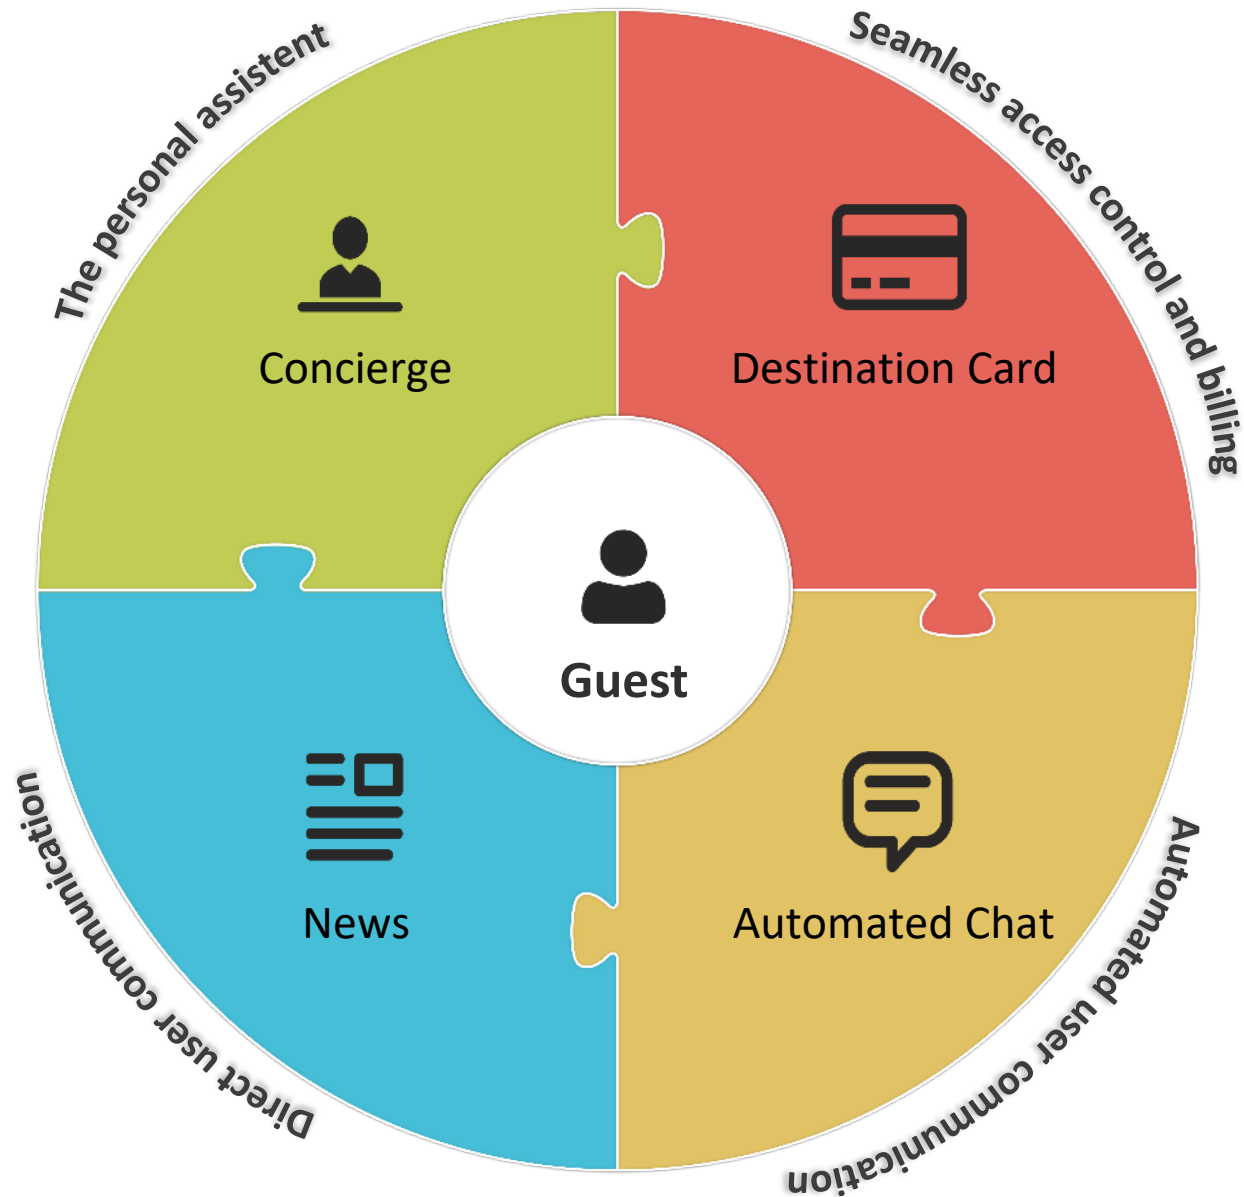 The personal assistent
Seamless access control and billing
Concierge
Destination Card
Guest
News
Automated Chat
Direct user communication
Automated user communication